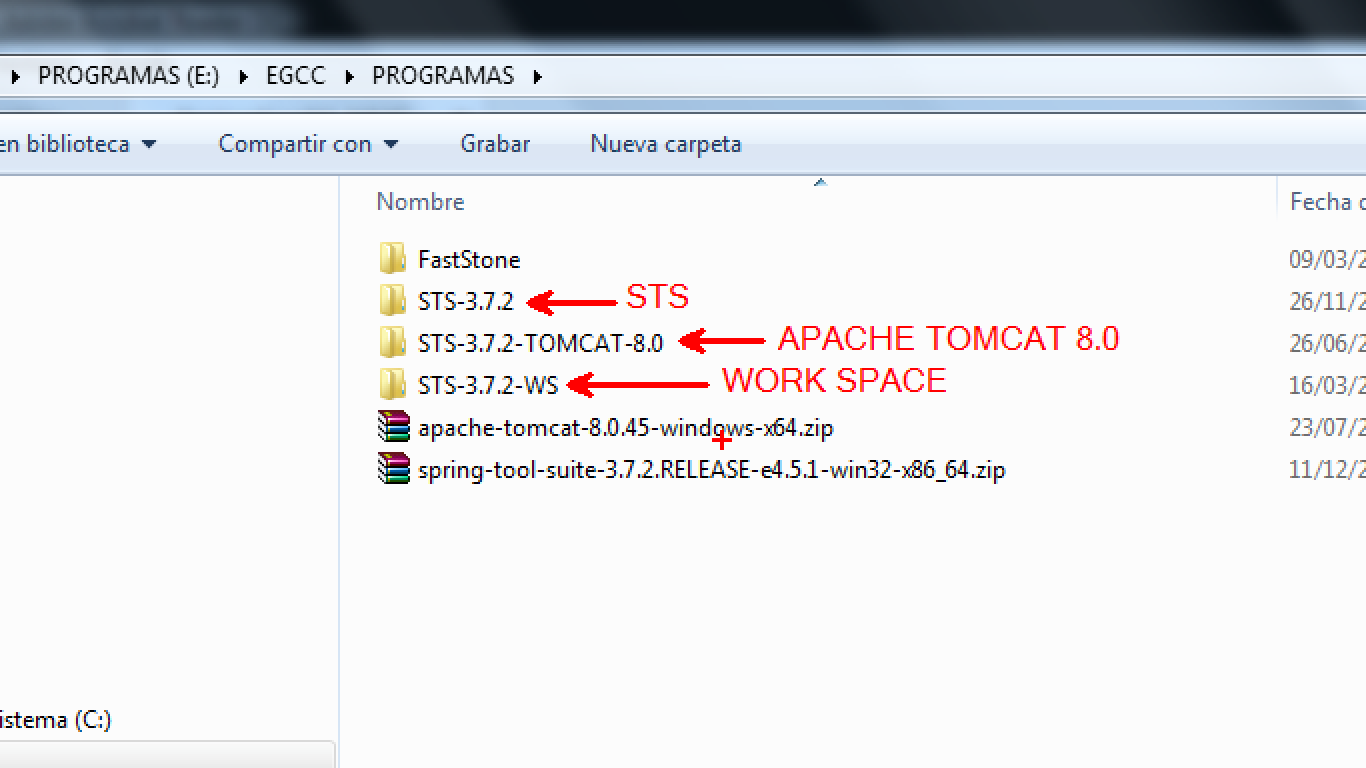 PROGRAMAS (E:) EGCC PROGRAMAS
en biblioteca Compartir con Grabar Nueva carpeta
Nombre Fecha
FastStone 09/03/2
STS-3.7.2 STS 26/11/2
STS-3.7.2-TOMCAT-8.0 APACHE TOMCAT 8.0 26/06/2
STS-3.7.2-WS WORK SPACE 16/03/2
apache-tomcat-8.0.45-windows-x64.zip 23/07/2
spring-tool-suite-3.7.2.RELEASE-e4.5.1-win32-x86_64.zip 11/12/2
istema (C:)